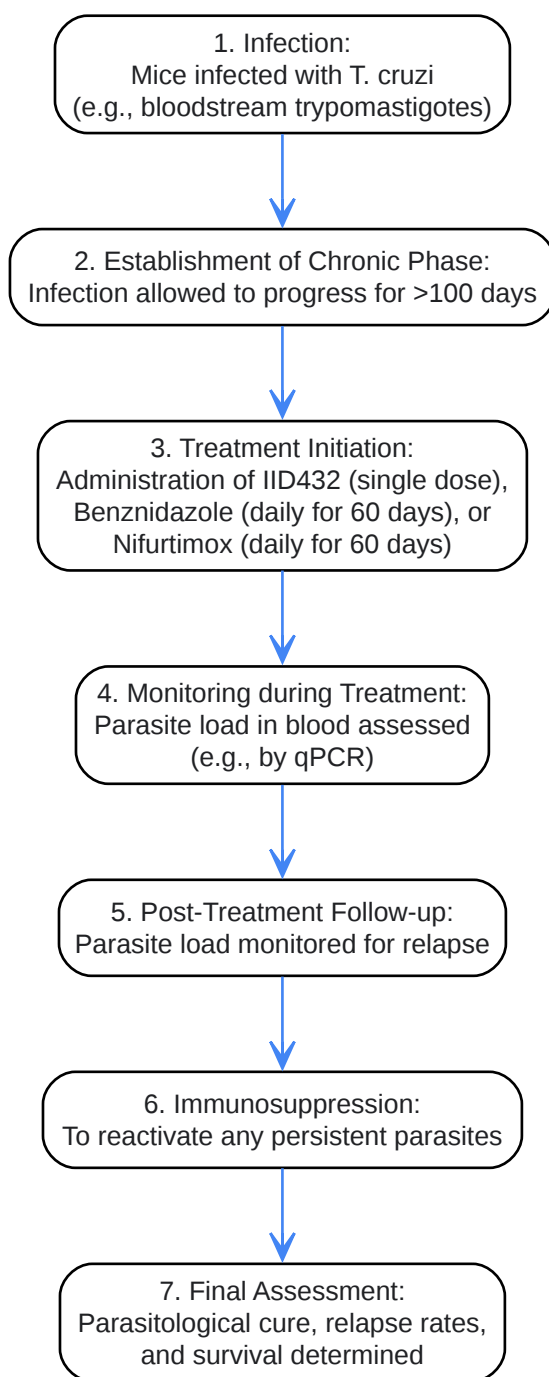 1. Infection:
Mice infected with T. cruzi
(e.g., bloodstream trypomastigotes)
2. Establishment of Chronic Phase:
Infection allowed to progress for >100 days
3. Treatment Initiation:
Administration of IID432 (single dose),
Benznidazole (daily for 60 days), or
Nifurtimox (daily for 60 days)
4. Monitoring during Treatment:
Parasite load in blood assessed
(e.g., by qPCR)
5. Post-Treatment Follow-up:
Parasite load monitored for relapse
6. Immunosuppression:
To reactivate any persistent parasites
7. Final Assessment:
Parasitological cure, relapse rates,
and survival determined